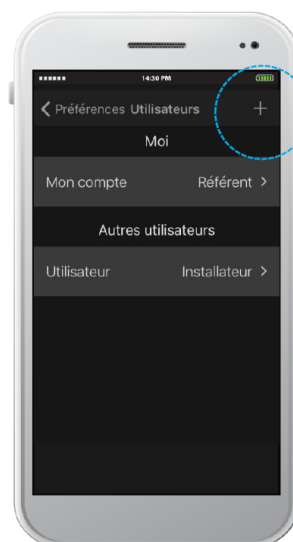 14:30 PM
Préférences Utilisateurs +
Moi
Mon compte Référent >
Autres utilisateurs
Utilisateur Installateur >